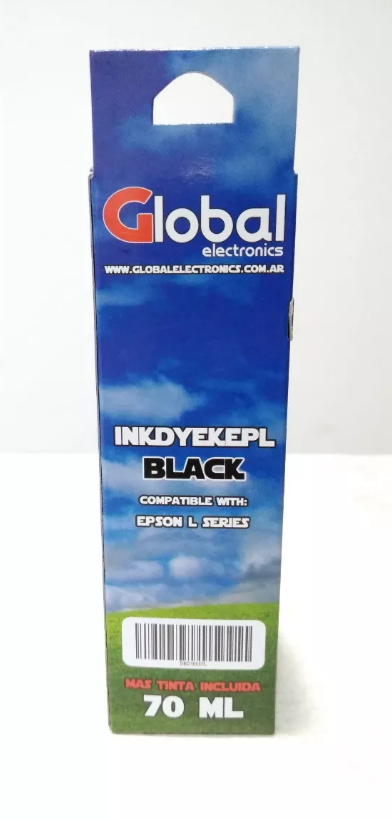 Global
electronics
WWW.GLOBALELECTRONICS.COM.AR
INKDYEKEPL
BLACK
COMPATIBLE WITH:
EPSON L SERIES
MAS TINTA INCLUIDA
70 ML